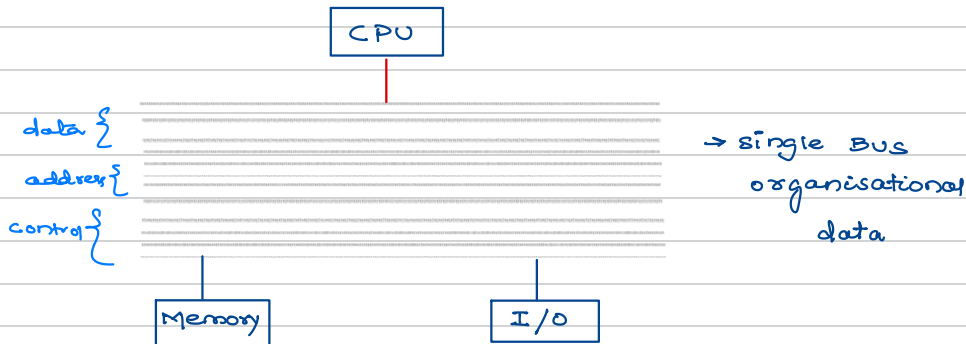 CPU
data {
address {
control {
→ single Bus
organisational
data
Memory
I/O